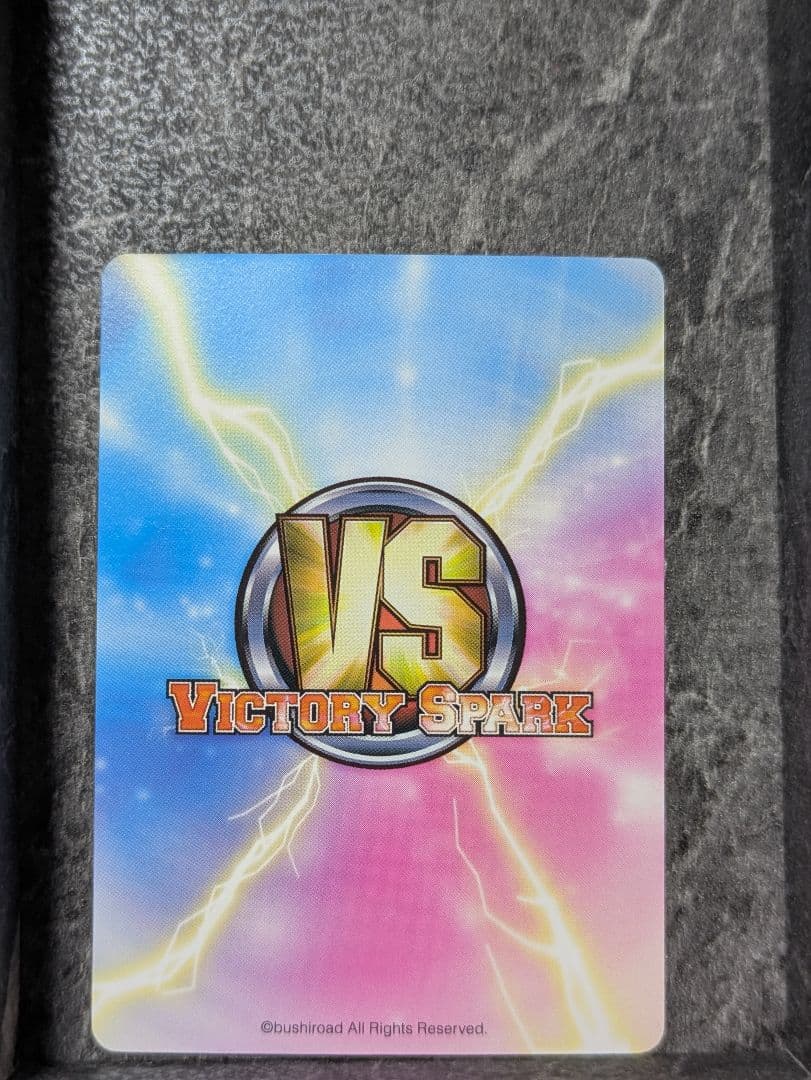 VS
VICTORY SPARK
©bushiroad All Rights Reserved.